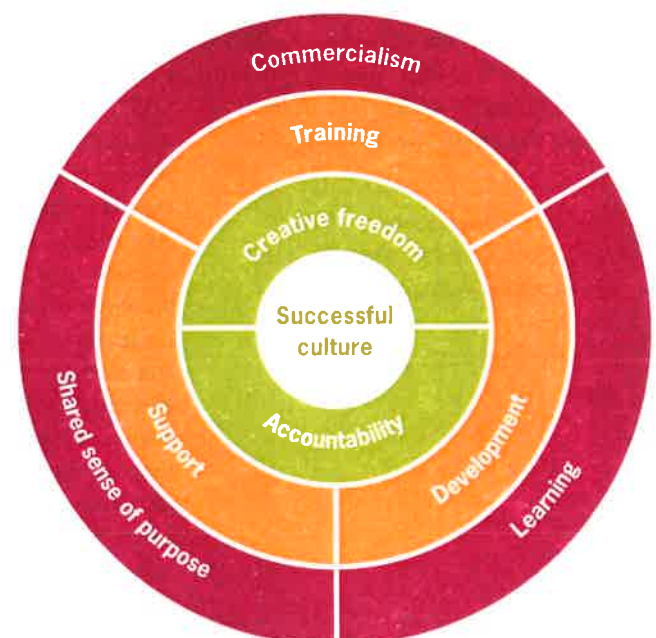 Commercialism
Training
Creative freedom
Successful
culture
Accountability
Support
Development
Shared sense of purpose
Learning